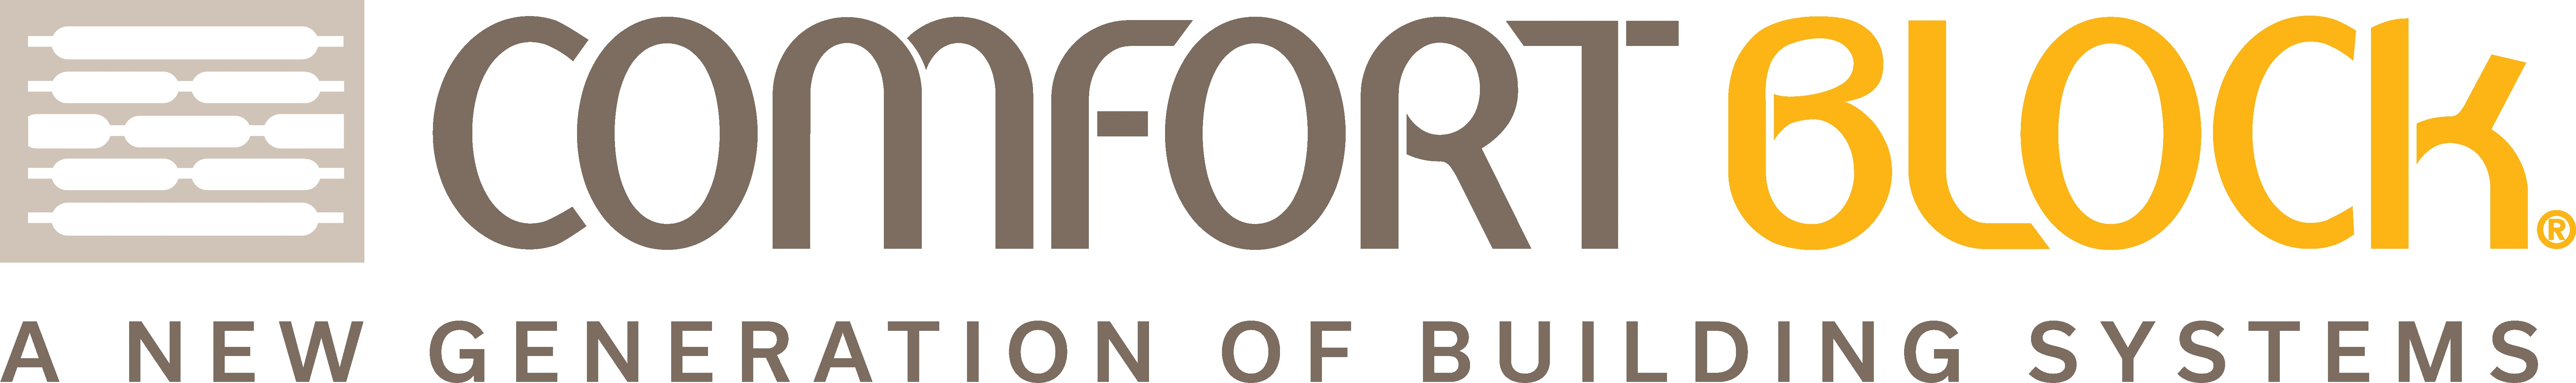 COMFORT BLOCK®
A NEW GENERATION OF BUILDING SYSTEMS